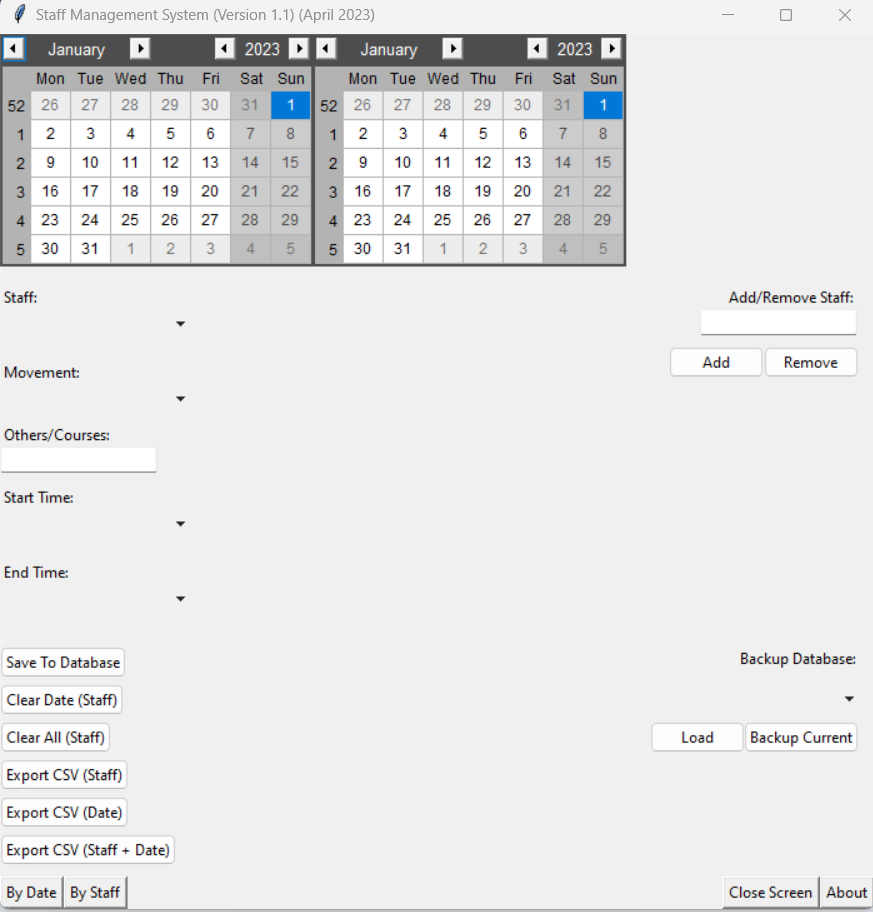 Staff Management System (Version 1.1) (April 2023)
January 2023 January 2023
Mon Tue Wed Thu Fri Sat Sun Mon Tue Wed Thu Fri Sat Sun
52 26 27 28 29 30 31 1 52 26 27 28 29 30 31 1
1 2 3 4 5 6 7 8 1 2 3 4 5 6 7 8
2 9 10 11 12 13 14 15 2 9 10 11 12 13 14 15
3 16 17 18 19 20 21 22 3 16 17 18 19 20 21 22
4 23 24 25 26 27 28 29 4 23 24 25 26 27 28 29
5 30 31 1 2 3 4 5 5 30 31 1 2 3 4 5
Staff: Add/Remove Staff:
Add Remove
Movement:
Others/Courses:
Start Time:
End Time:
Save To Database Backup Database:
Clear Date (Staff)
Clear All (Staff) Load Backup Current
Export CSV (Staff)
Export CSV (Date)
Export CSV (Staff + Date)
By Date By Staff Close Screen About